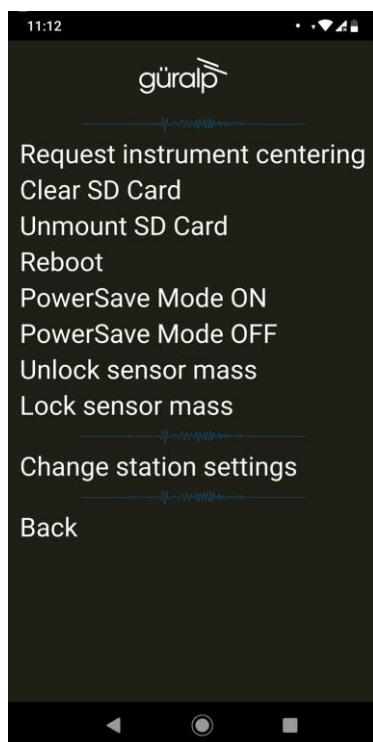 11:12
güralp
Request instrument centering
Clear SD Card
Unmount SD Card
Reboot
PowerSave Mode ON
PowerSave Mode OFF
Unlock sensor mass
Lock sensor mass
Change station settings
Back